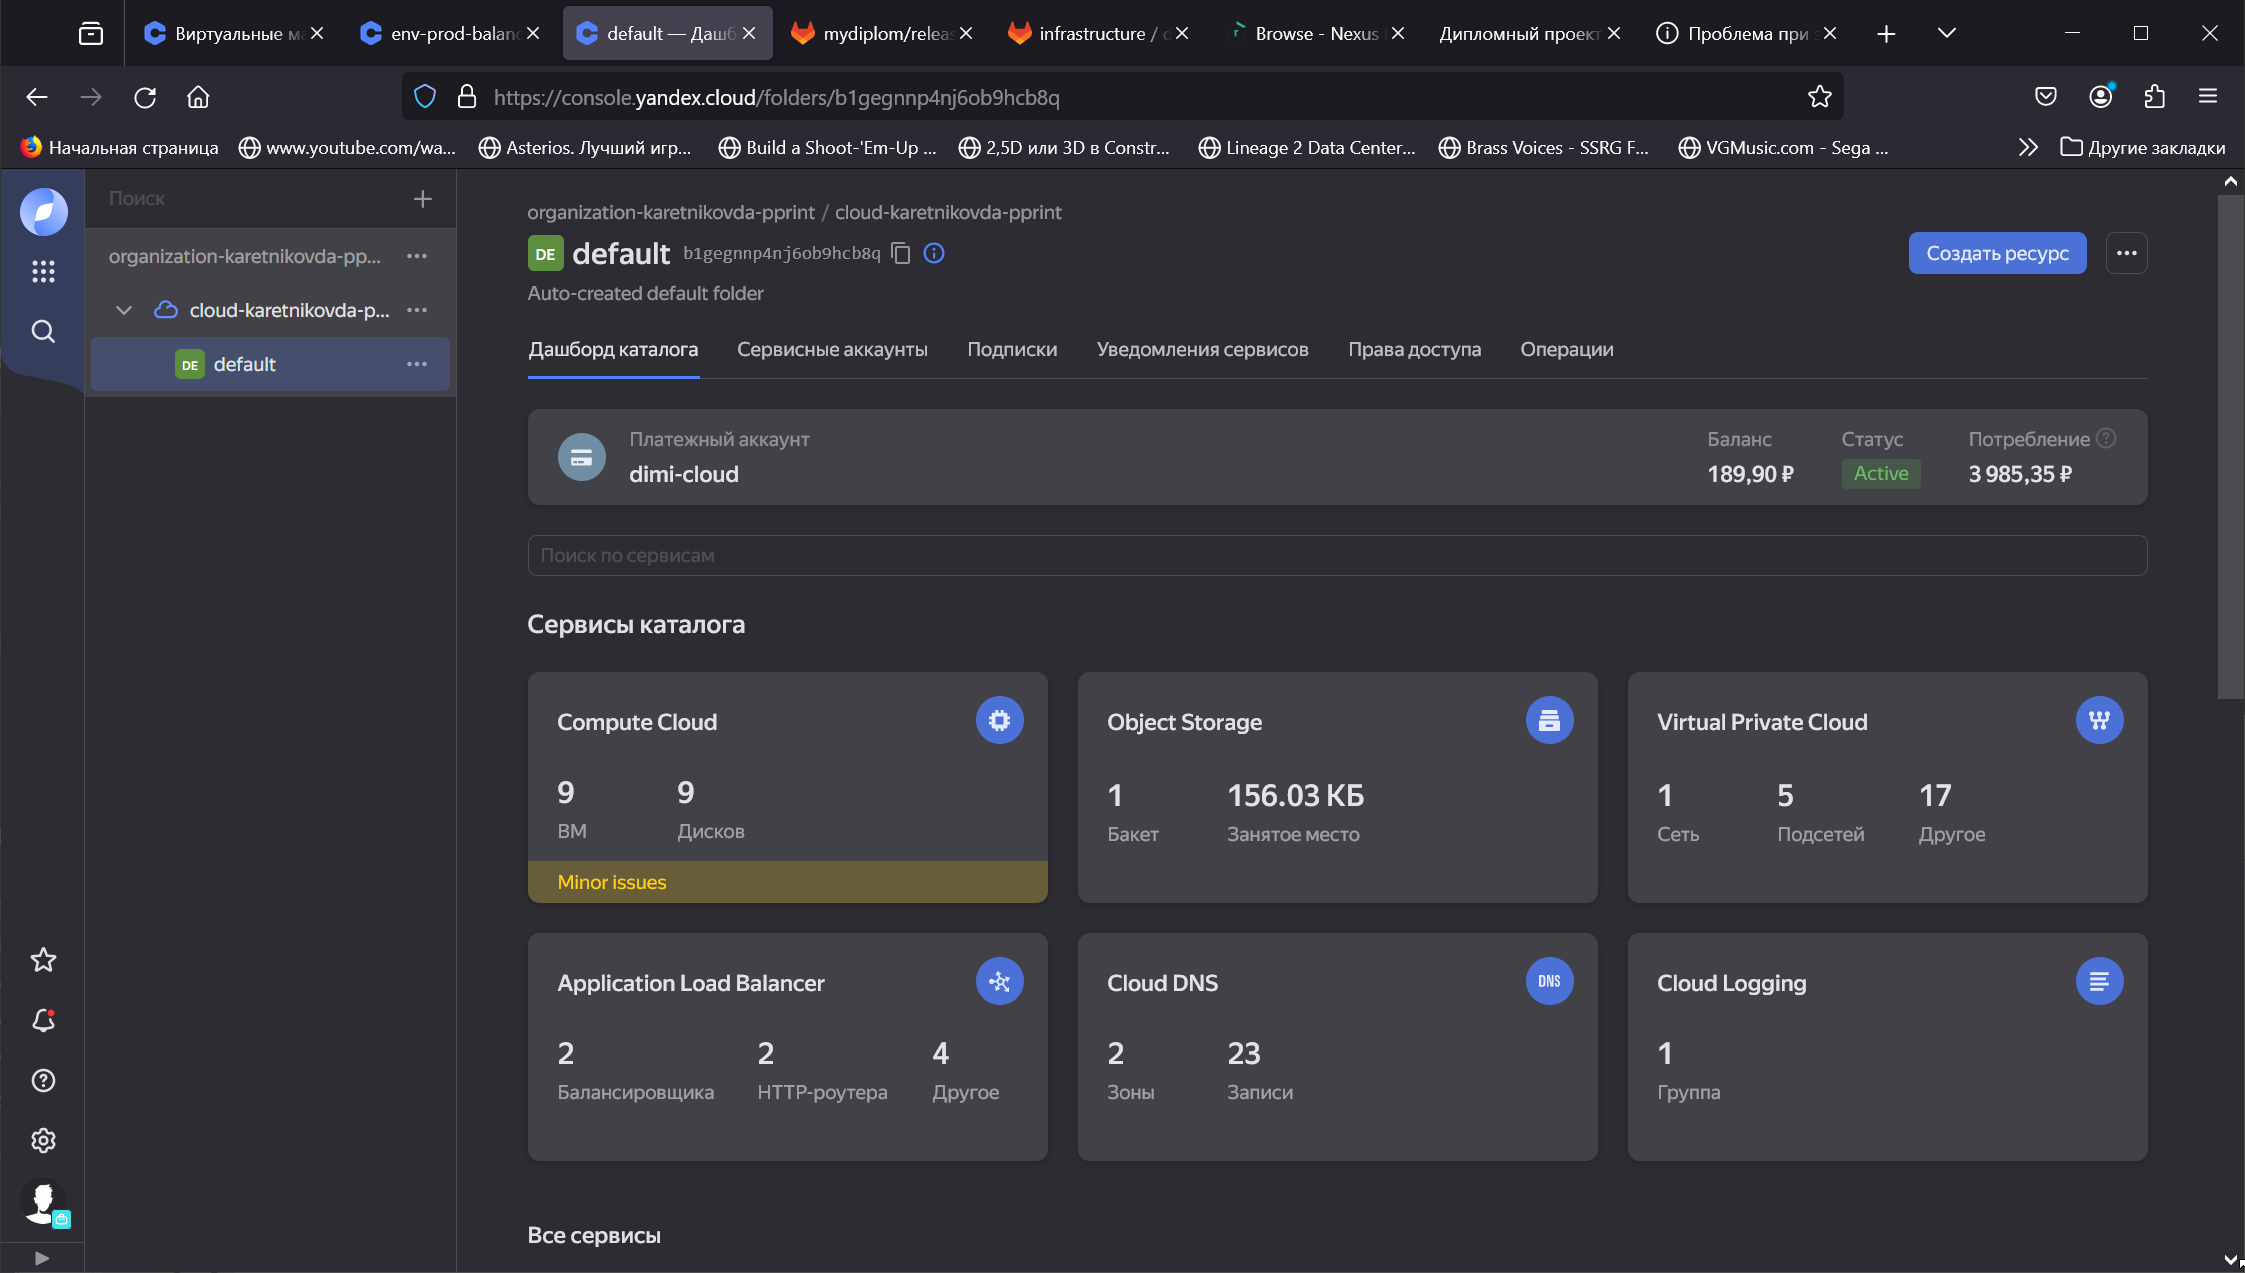 Виртуальные ма
env-prod-balanc
default — Дашб
mydiplom/releas
infrastructure / d
Browse - Nexus
Дипломный проект
Проблема при з
https://console.yandex.cloud/folders/b1gegnnp4nj6ob9hcb8q
Начальная страница
www.youtube.com/wa...
Asterios. Лучший игр...
Build a Shoot-'Em-Up ...
2,5D или 3D в Constr...
Lineage 2 Data Center...
Brass Voices - SSRG F...
VGMusic.com - Sega ...
Другие закладки
Поиск
organization-karetnikovda-pp...
cloud-karetnikovda-p...
DE default
organization-karetnikovda-pprint / cloud-karetnikovda-pprint
DE default b1gegnnp4nj6ob9hcb8q
Создать ресурс
Auto-created default folder
Дашборд каталога
Сервисные аккаунты
Подписки
Уведомления сервисов
Права доступа
Операции
Платежный аккаунт
dimi-cloud
Баланс
189,90 ₽
Статус
Active
Потребление
3 985,35 ₽
Поиск по сервисам
Сервисы каталога
Compute Cloud
9
ВМ
9
Дисков
Minor issues
Object Storage
1
Бакет
156.03 КБ
Занятое место
Virtual Private Cloud
1
Сеть
5
Подсетей
17
Другое
Application Load Balancer
2
Балансировщика
2
HTTP-роутера
4
Другое
Cloud DNS
DNS
2
Зоны
23
Записи
Cloud Logging
1
Группа
Все сервисы